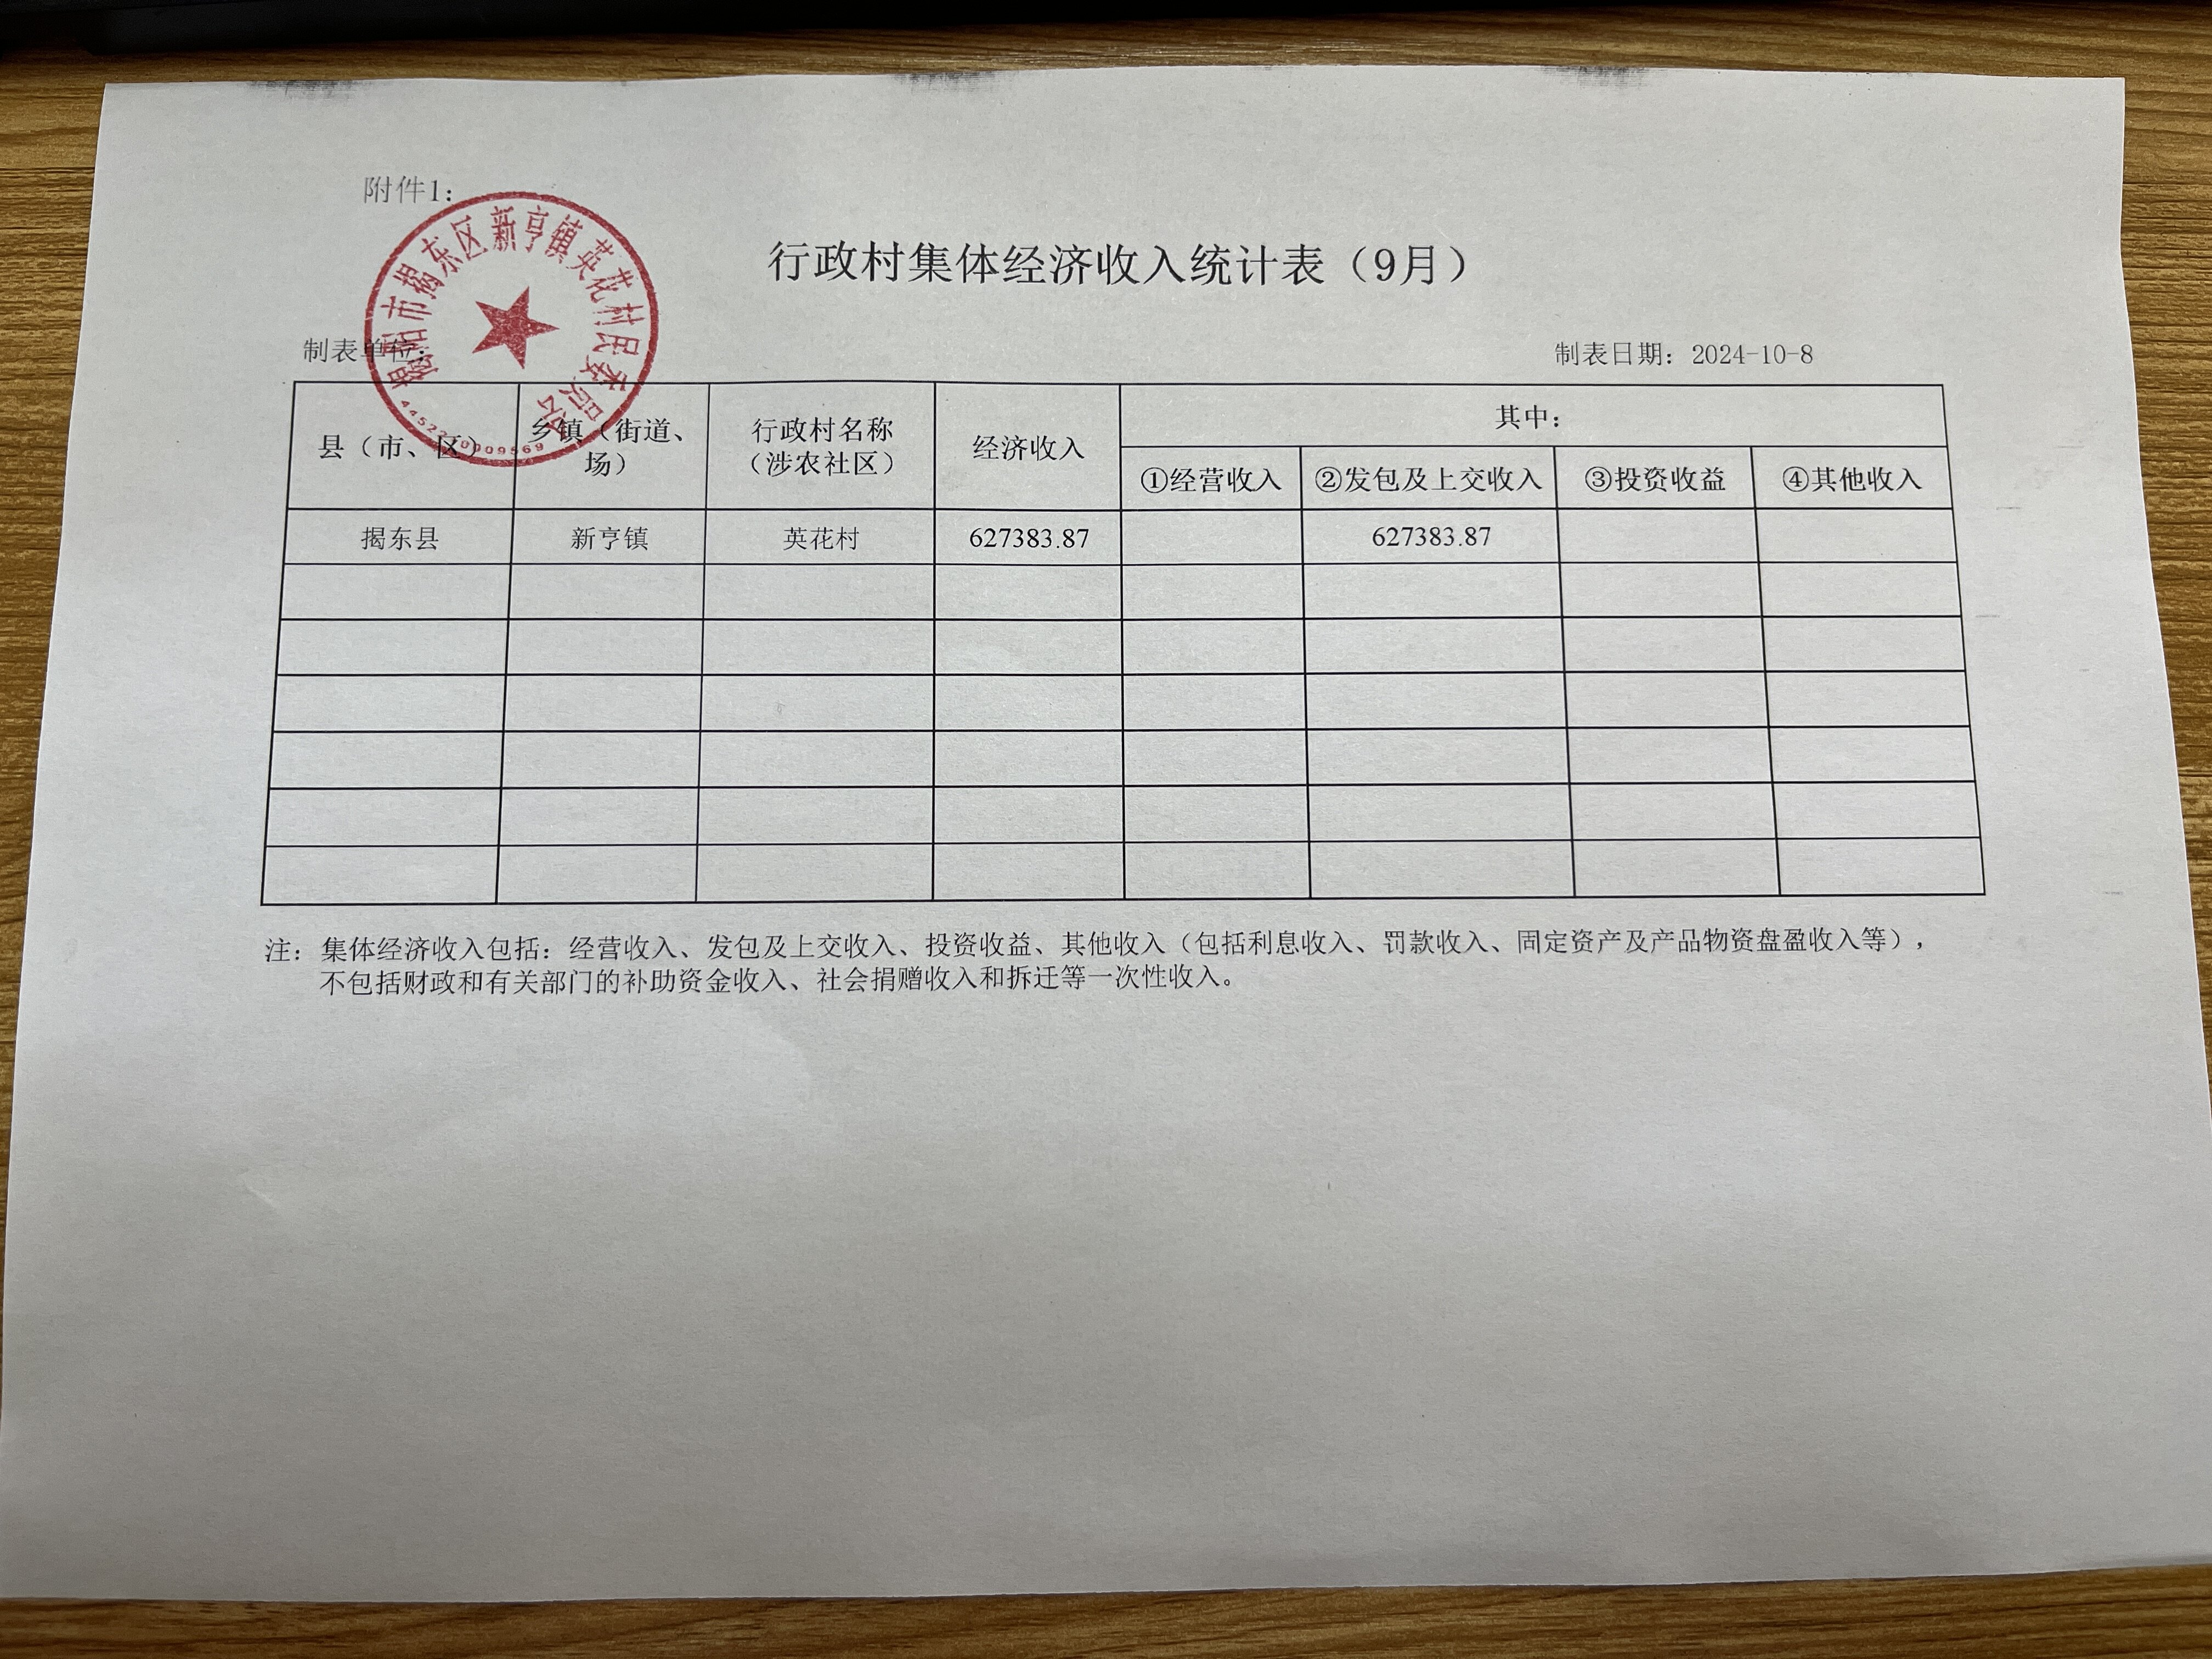 附件1：
揭阳市揭东区新亨镇英花村民委员会
行政村集体经济收入统计表（9月）
制表单位：
制表日期：2024-10-8
县（市、区）
乡镇（街道、
场）
行政村名称
（涉农社区）
经济收入
其中：
①经营收入
②发包及上交收入
③投资收益
④其他收入
揭东县
新亨镇
英花村
627383.87
627383.87
注：集体经济收入包括：经营收入、发包及上交收入、投资收益、其他收入（包括利息收入、罚款收入、固定资产及产品物资盘盈收入等），
不包括财政和有关部门的补助资金收入、社会捐赠收入和拆迁等一次性收入。